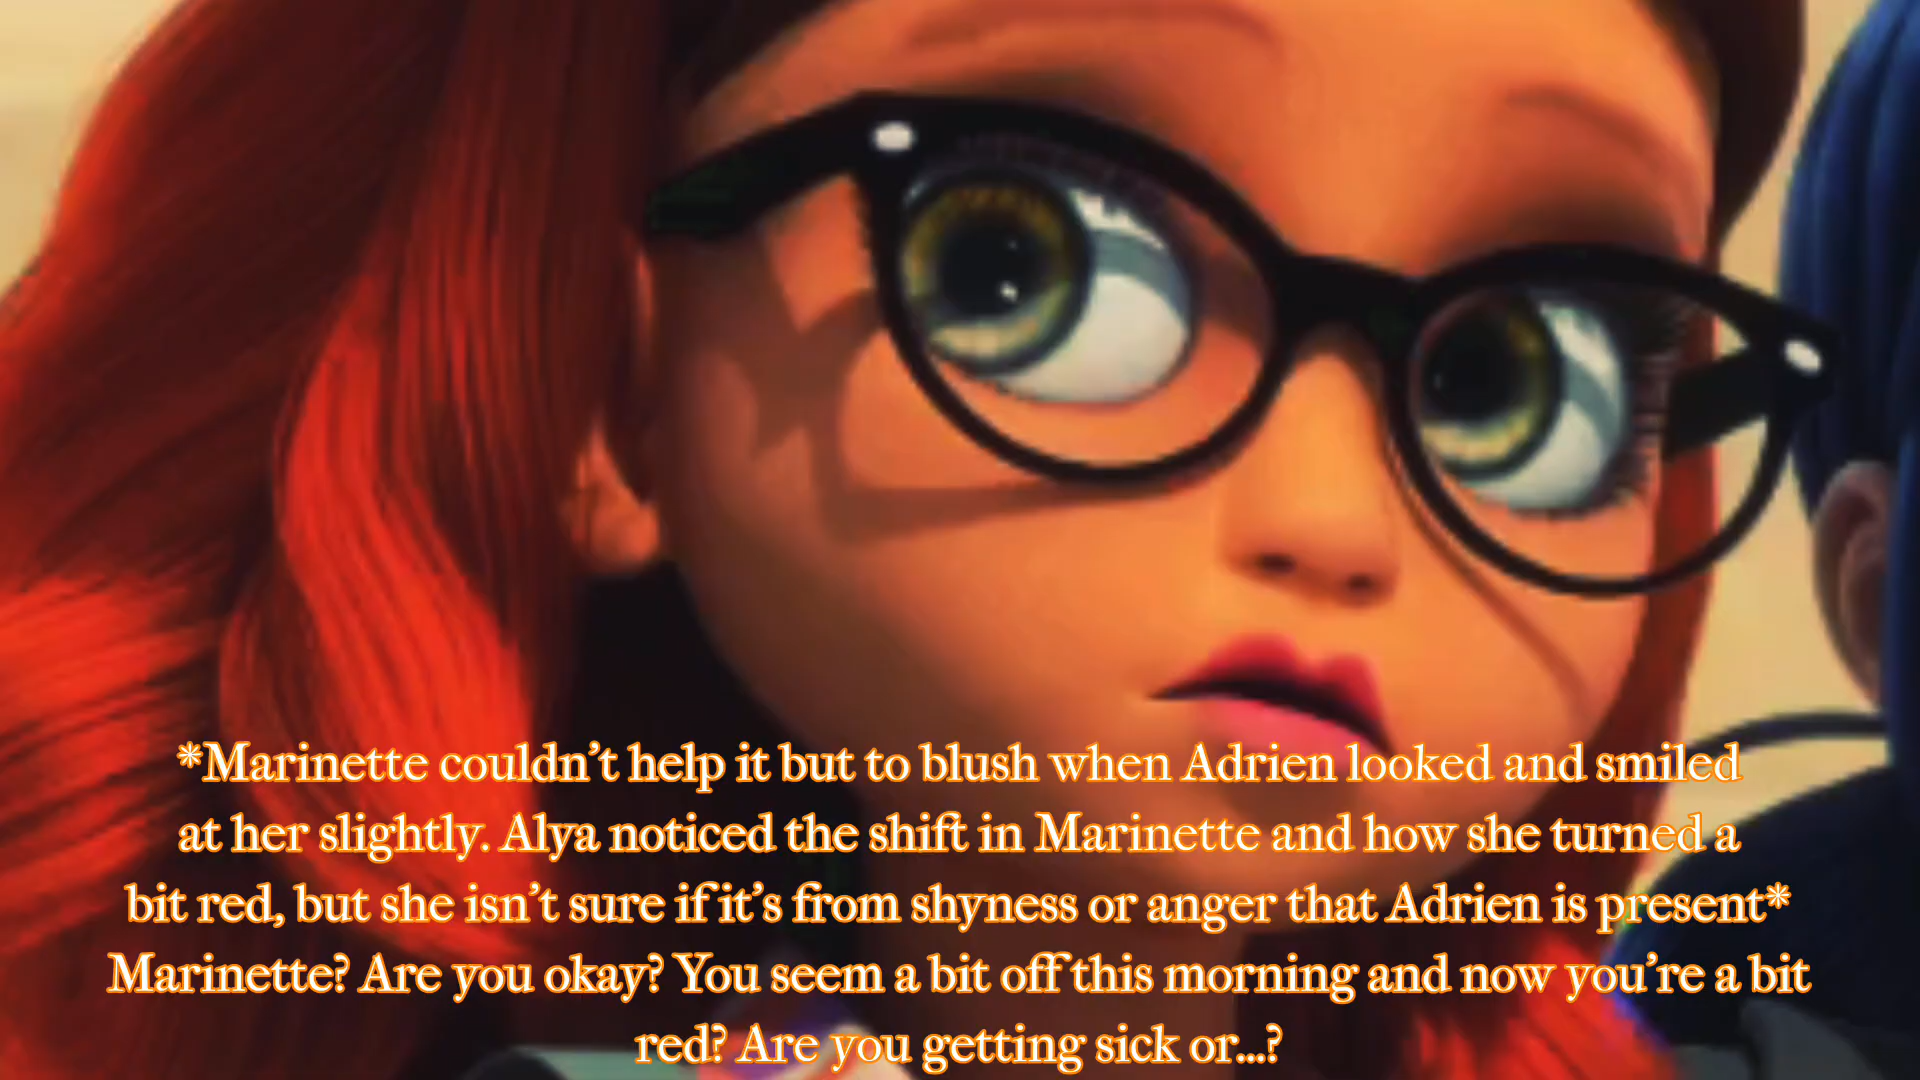 *Marinette couldn't help it but to blush when Adrien looked and smiled
at her slightly. Alya noticed the shift in Marinette and how she turned a
bit red, but she isn't sure if it's from shyness or anger that Adrien is present*
Marinette? Are you okay? You seem a bit off this morning and now you're a bit
red? Are you getting sick or...?